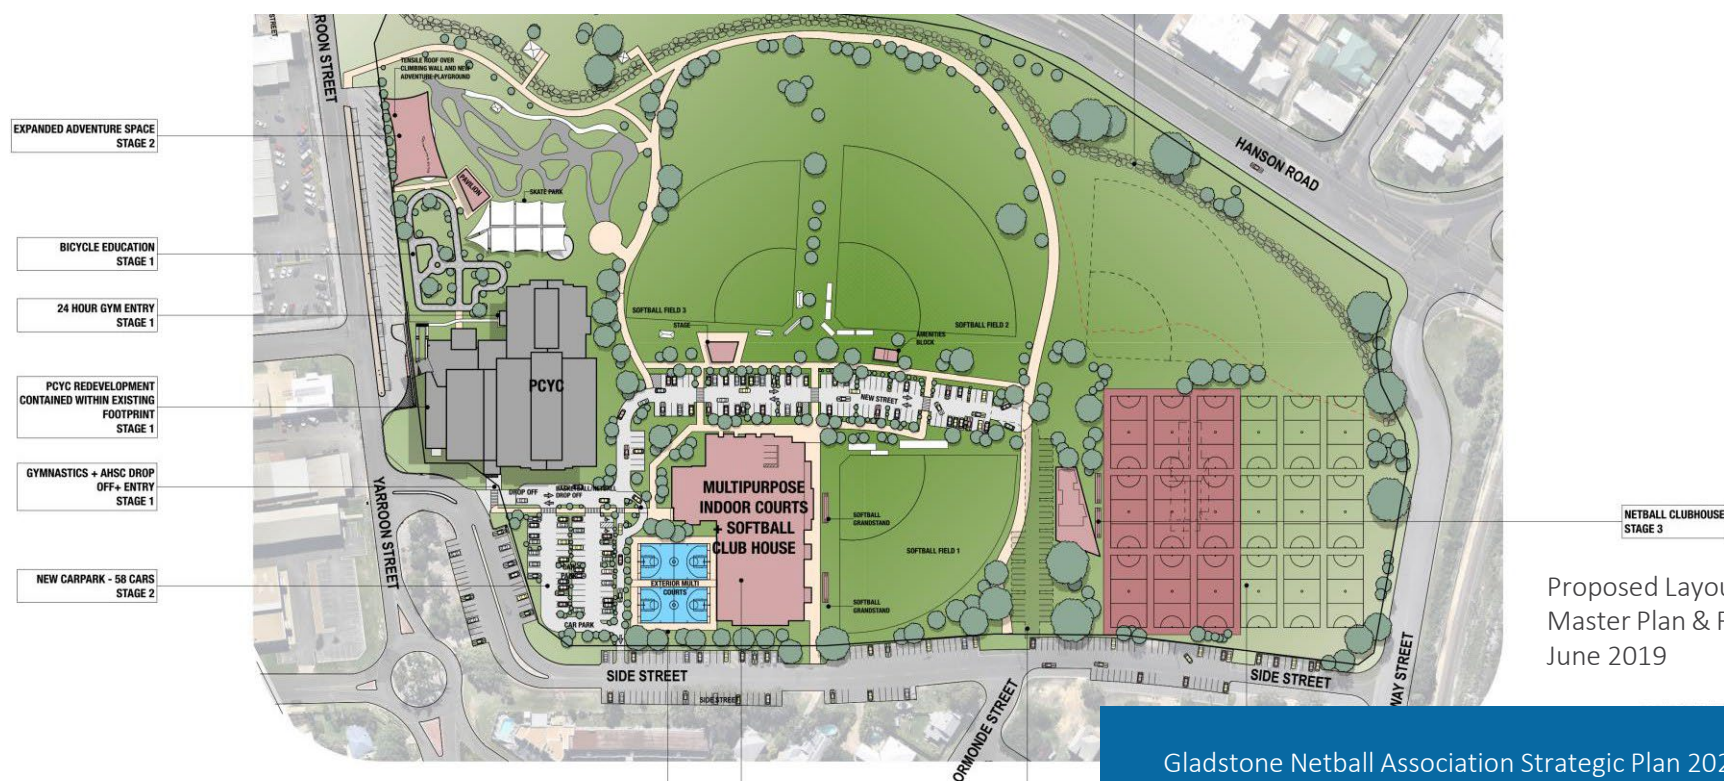 EXPANDED ADVENTURE SPACE
STAGE 2
BICYCLE EDUCATION
STAGE 1
24 HOUR GYM ENTRY
STAGE 1
PCYC REDEVELOPMENT
CONTAINED WITHIN EXISTING
FOOTPRINT
STAGE 1
GYMNASTICS + AHSC DROP
OFF+ ENTRY
STAGE 1
NEW CARPARK - 58 CARS
STAGE 2
STREET
YAROON STREET
TENSILE ROOF OVER
CLIMBING WALL AND NEW
ADVENTURE PLAYGROUND
PAVILION
SKATE PARK
HANSON ROAD
SOFTBALL FIELD 3
STAGE
SOFTBALL FIELD 2
AMENITIES
BLOCK
PCYC
NEW STREET
DROP OFF
BASKETBALL/NETBALL
DROP OFF
MULTIPURPOSE
INDOOR COURTS
+ SOFTBALL
CLUB HOUSE
SOFTBALL
GRANDSTAND
SOFTBALL FIELD 1
SOFTBALL
GRANDSTAND
EXTERIOR MULTI
COURTS
CAR
PARK
CAR PARK
YARROON STREET
SIDE STREET
SIDE STREET
SIDE STREET
ORMONDE STREET
WAY STREET
NETBALL CLUBHOUSE
STAGE 3
Proposed Layou
Master Plan & F
June 2019
Gladstone Netball Association Strategic Plan 202